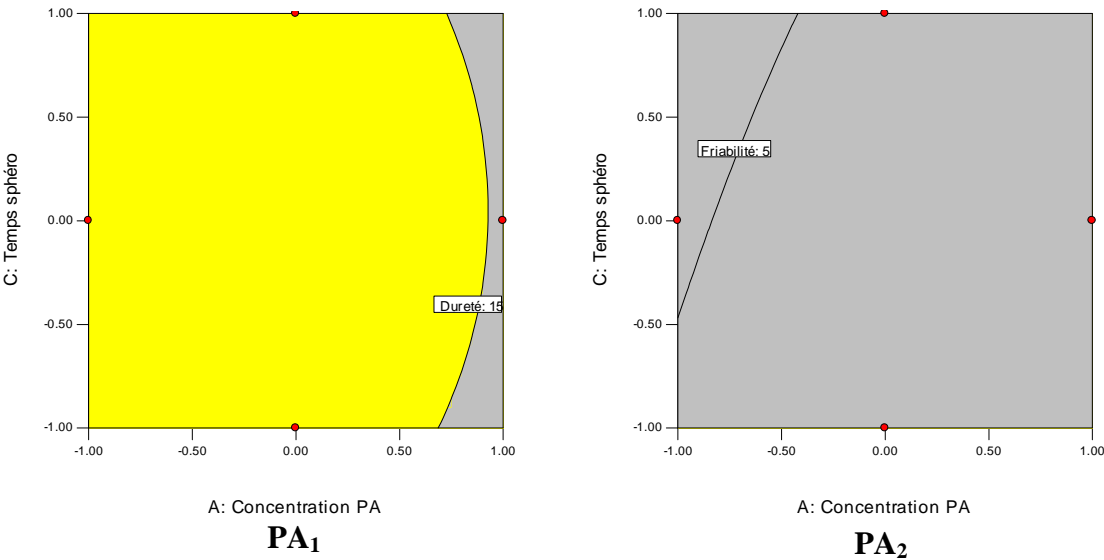 1.00
0.50
0.00
-0.50
-1.00
C: Temps sphéro
Dureté: 15
-1.00 -0.50 0.00 0.50 1.00
A: Concentration PA
PA₁
1.00
0.50
0.00
-0.50
-1.00
C: Temps sphéro
Friabilité: 5
-1.00 -0.50 0.00 0.50 1.00
A: Concentration PA
PA₂